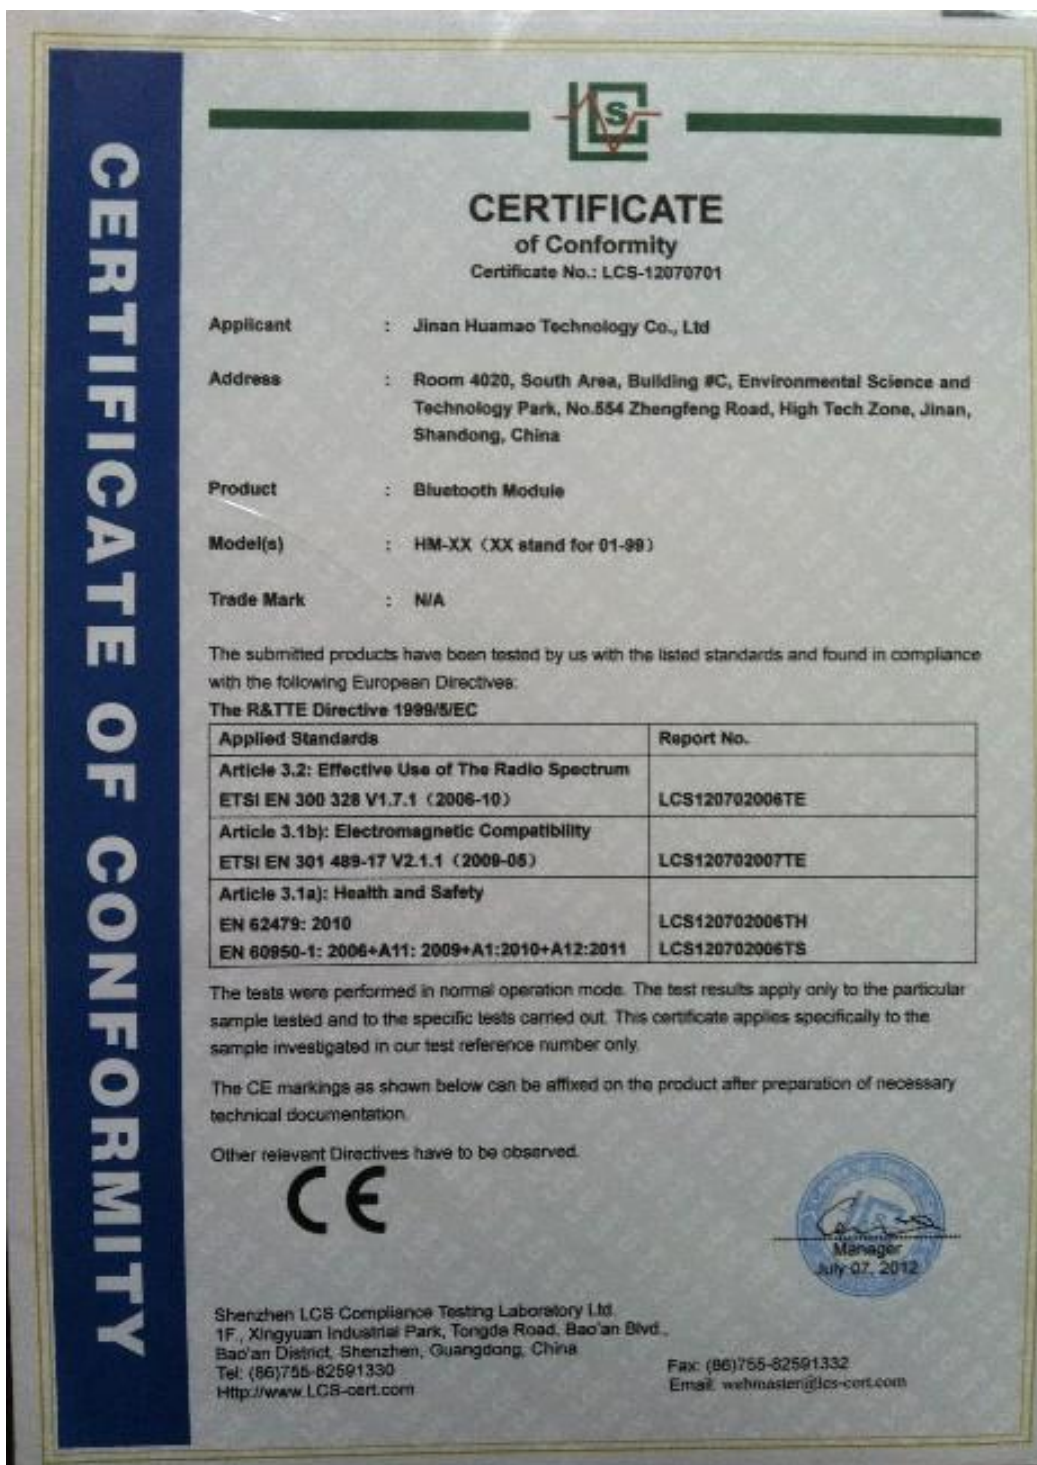 CERTIFICATE OF CONFORMITY
LCS
CERTIFICATE
of Conformity
Certificate No.: LCS-12070701
Applicant : Jinan Huamao Technology Co., Ltd
Address : Room 4020, South Area, Building #C, Environmental Science and
Technology Park, No.554 Zhengfeng Road, High Tech Zone, Jinan,
Shandong, China
Product : Bluetooth Module
Model(s) : HM-XX（XX stand for 01-99）
Trade Mark : N/A
The submitted products have been tested by us with the listed standards and found in compliance
with the following European Directives:
The R&TTE Directive 1999/5/EC
Applied Standards Report No.
Article 3.2: Effective Use of The Radio Spectrum
ETSI EN 300 328 V1.7.1（2006-10） LCS120702006TE
Article 3.1b): Electromagnetic Compatibility
ETSI EN 301 489-17 V2.1.1（2009-05） LCS120702007TE
Article 3.1a): Health and Safety
EN 62479: 2010 LCS120702006TH
EN 60950-1: 2006+A11: 2009+A1:2010+A12:2011 LCS120702006TS
The tests were performed in normal operation mode. The test results apply only to the particular
sample tested and to the specific tests carried out. This certificate applies specifically to the
sample investigated in our test reference number only.
The CE markings as shown below can be affixed on the product after preparation of necessary
technical documentation.
Other relevant Directives have to be observed.
CE
Manager
July 07, 2012
Shenzhen LCS Compliance Testing Laboratory Ltd.
1F., Xingyuan Industrial Park, Tongda Road, Bao'an Blvd.,
Bao'an District, Shenzhen, Guangdong, China
Tel: (86)755-82591330 Fax: (86)755-82591332
Http://www.LCS-cert.com Email: webmaster@lcs-cert.com